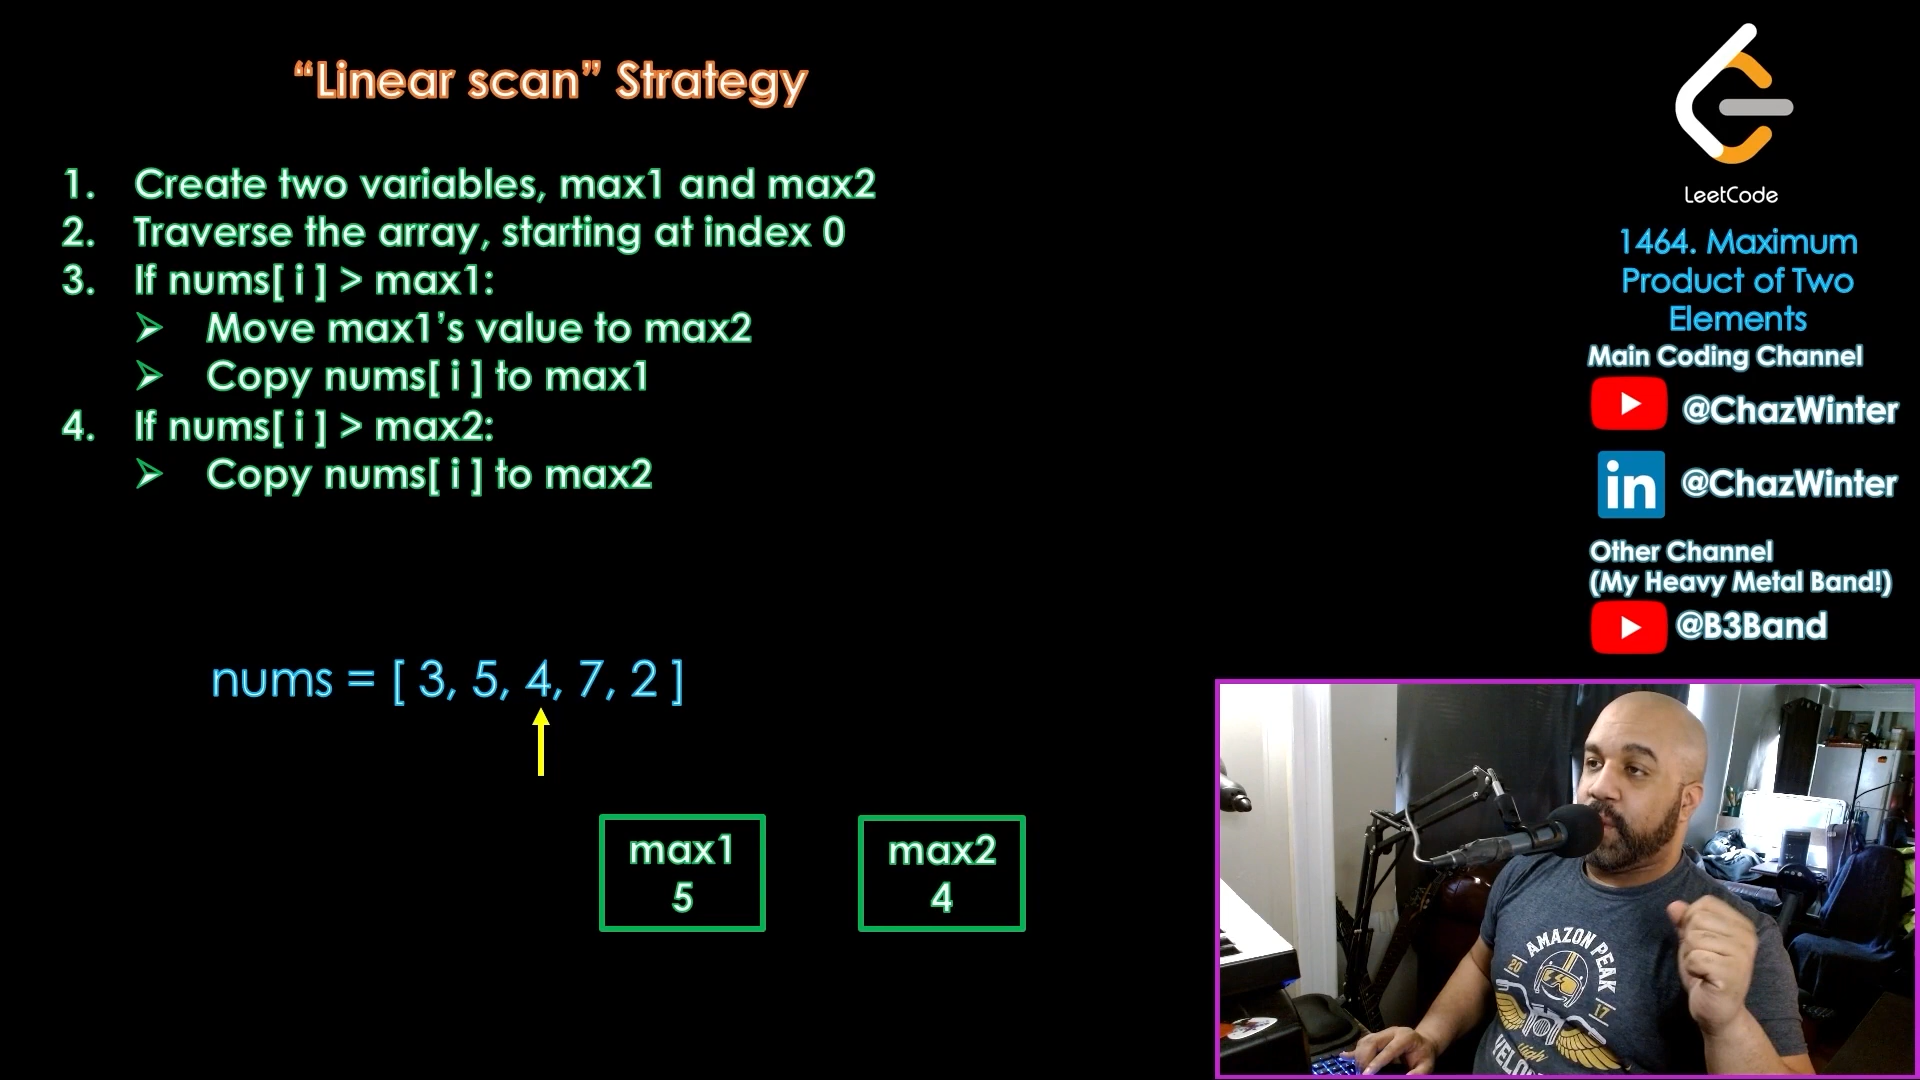 “Linear scan” Strategy
1. Create two variables, max1 and max2
2. Traverse the array, starting at index 0
3. If nums[ i ] > max1:
➢ Move max1’s value to max2
➢ Copy nums[ i ] to max1
4. If nums[ i ] > max2:
➢ Copy nums[ i ] to max2
nums = [ 3, 5, 4, 7, 2 ]
max1
5
max2
4
LeetCode
1464. Maximum
Product of Two
Elements
Main Coding Channel
@ChazWinter
in @ChazWinter
Other Channel
(My Heavy Metal Band!)
@B3Band
AMAZON PEAK
20 17
High